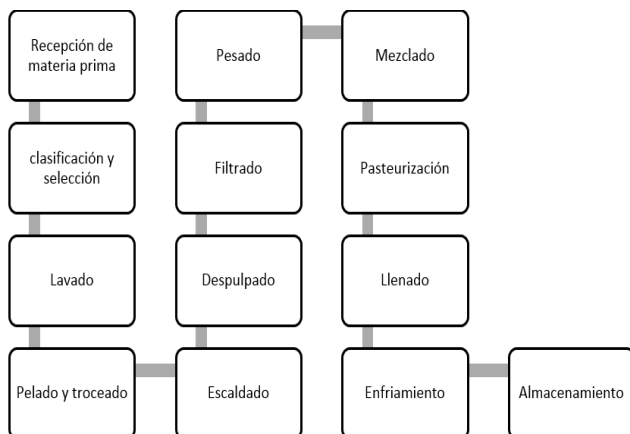 Recepción de
materia prima
clasificación y
selección
Lavado
Pelado y troceado
Escaldado
Despulpado
Filtrado
Pesado
Mezclado
Pasteurización
Llenado
Enfriamiento
Almacenamiento